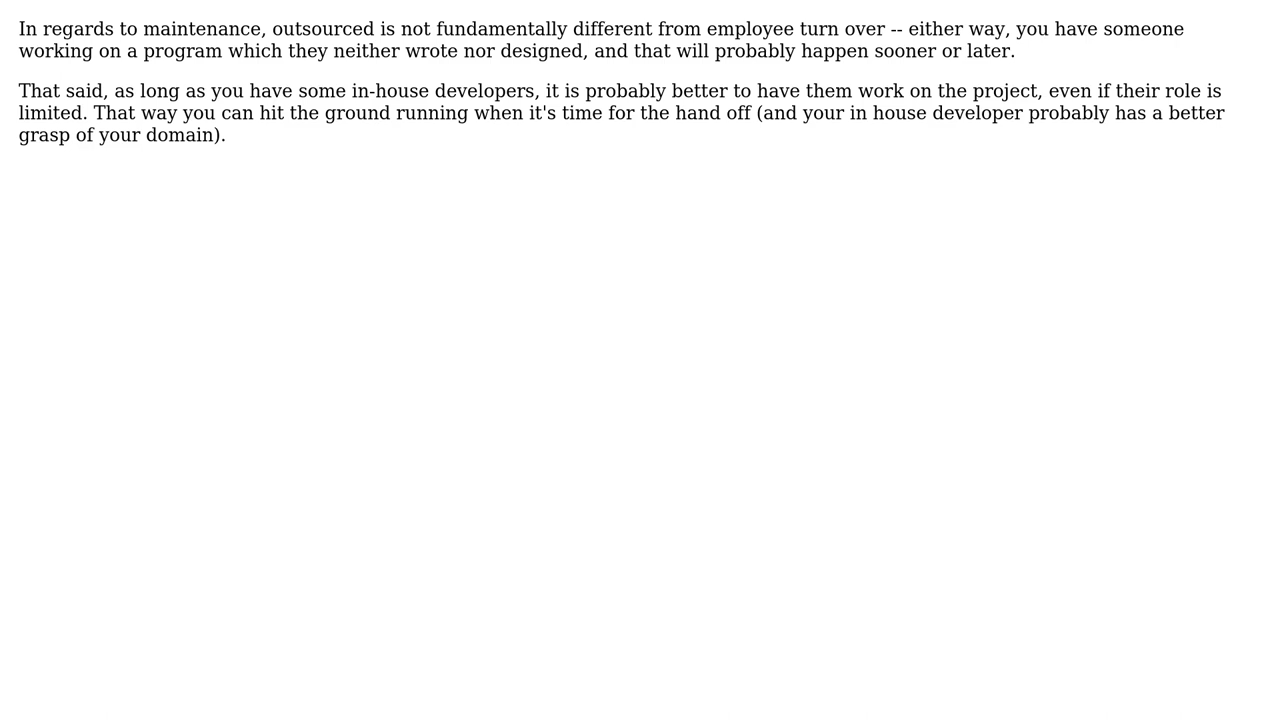 In regards to maintenance, outsourced is not fundamentally different from employee turn over -- either way, you have someone
working on a program which they neither wrote nor designed, and that will probably happen sooner or later.
That said, as long as you have some in-house developers, it is probably better to have them work on the project, even if their role is
limited. That way you can hit the ground running when it's time for the hand off (and your in house developer probably has a better
grasp of your domain).